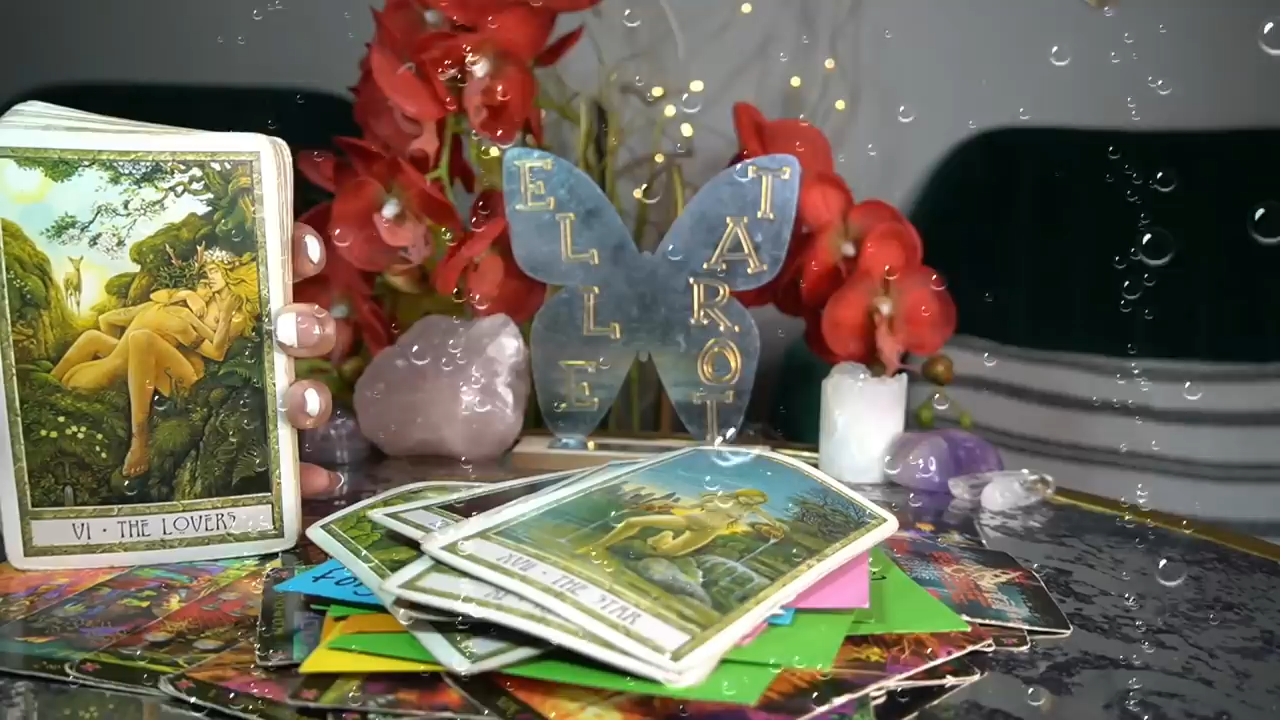 ELLE
TAROT
VI · THE LOVERS
XVII · THE STAR